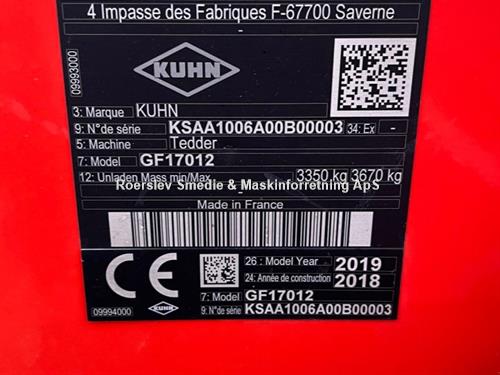 4 Impasse des Fabriques F-67700 Saverne
09993000
KUHN
3: Marque KUHN
9: N°de série KSAA1006A00B00003 34: Ex -
5: Machine Tedder
7: Model GF17012
12: Unladen Mass min/Max 3350 kg 3670 kg
Roerslev Smedie & Maskinforretning ApS
- -
Made in France
CE
26 : Model Year 2019
24: Année de construction 2018
7: Model GF17012
9: N°de série KSAA1006A00B00003
09994000
KUHN